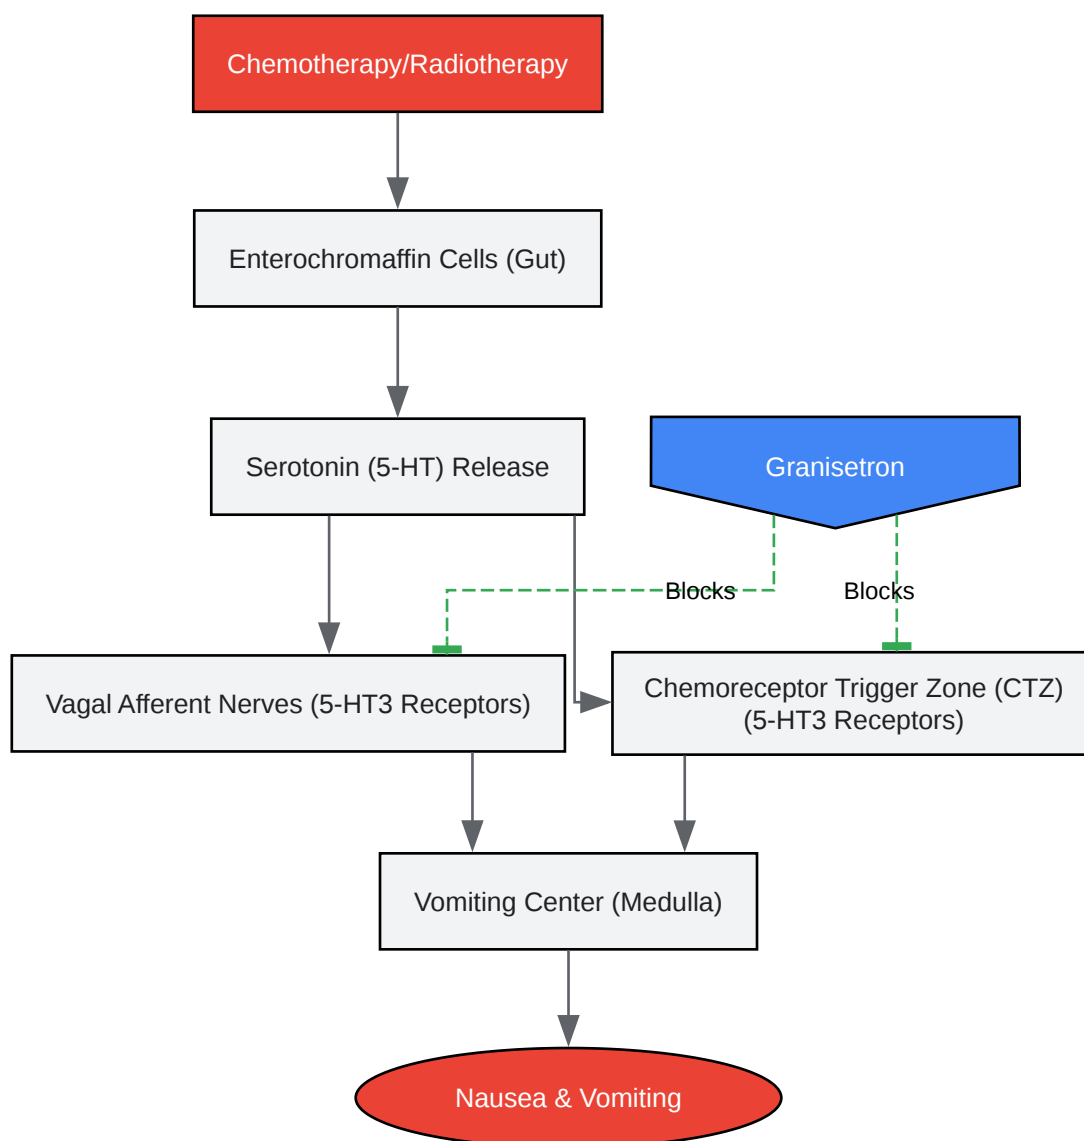 Chemotherapy/Radiotherapy
Enterochromaffin Cells (Gut)
Serotonin (5-HT) Release
Granisetron
Blocks
Blocks
Vagal Afferent Nerves (5-HT3 Receptors)
Chemoreceptor Trigger Zone (CTZ)
(5-HT3 Receptors)
Vomiting Center (Medulla)
Nausea & Vomiting